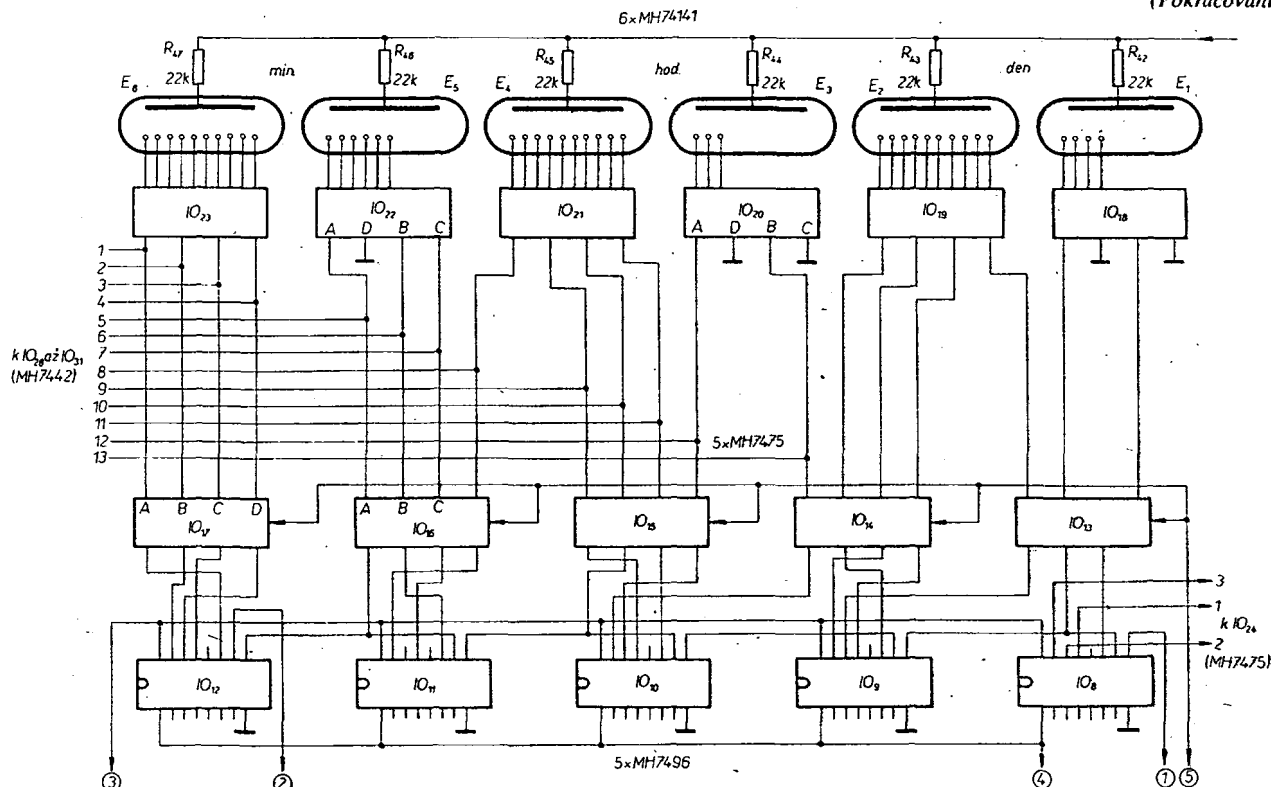 (Pokračování
6×MH74141
R47 R46 R45 R44 R43 R42
22k 22k 22k 22k 22k 22k
min. hod. den
E6 E5 E4 E3 E2 E1
IO23 IO22 IO21 IO20 IO19 IO18
A D B C A D B C
1
2
3
4
5
6
7
k IO28 až IO31
8
(MH7442)
9
10
11
12
5×MH7475
13
A B C D A B C
IO17 IO16 IO15 IO14 IO13
3
1
k IO24
2
(MH7475)
IO12 IO11 IO10 IO9 IO8
5×MH7496
3 2 4 1 5